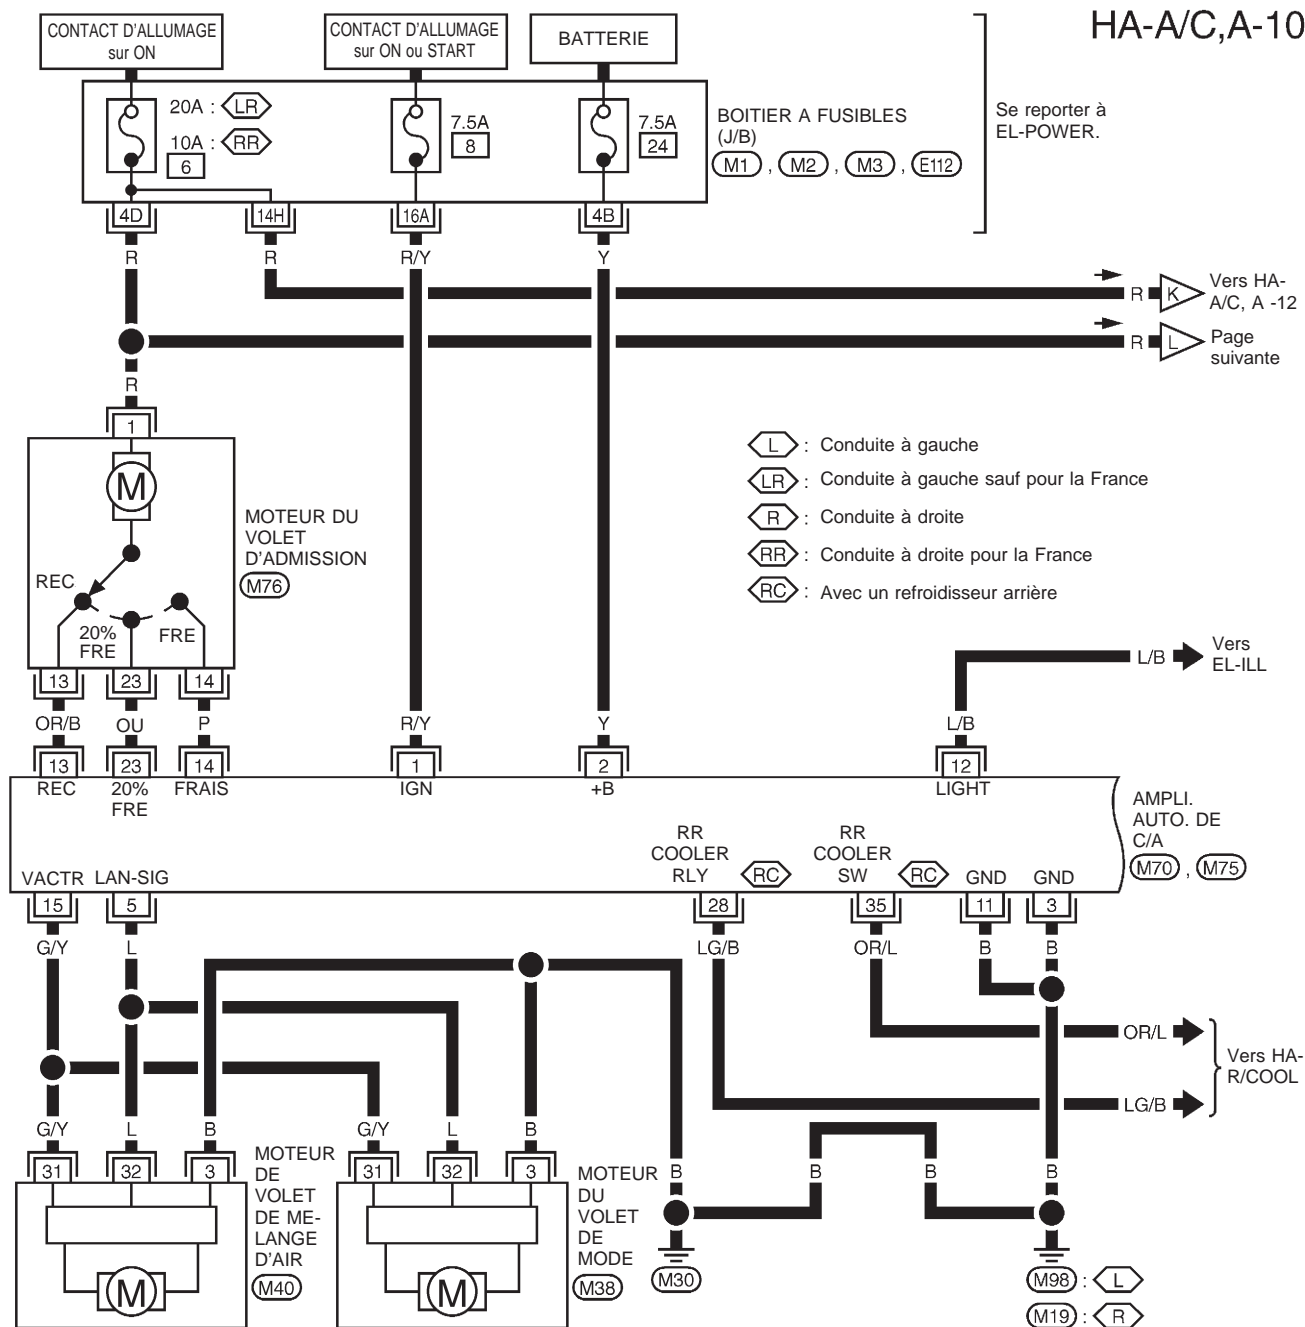 HA-A/C,A-10
CONTACT D'ALLUMAGE
sur ON
CONTACT D'ALLUMAGE
sur ON ou START
BATTERIE
20A : LR
10A : RR
6
7.5A
8
7.5A
24
BOITIER A FUSIBLES
(J/B)
M1 , M2 , M3 , E112
Se reporter à
EL-POWER.
4D
14H
16A
4B
R
R
R/Y
Y
R
K
Vers HA-
A/C, A -12
R
L
Page
suivante
R
1
M
MOTEUR DU
VOLET
D'ADMISSION
M76
REC
20%
FRE
FRE
L : Conduite à gauche
LR : Conduite à gauche sauf pour la France
R : Conduite à droite
RR : Conduite à droite pour la France
RC : Avec un refroidisseur arrière
13
23
14
OR/B
OU
P
R/Y
Y
L/B
L/B
Vers
EL-ILL
13
23
14
1
2
12
REC
20%
FRE
FRAIS
IGN
+B
LIGHT
AMPLI.
AUTO. DE
C/A
M70 , M75
VACTR
LAN-SIG
RR
COOLER
RLY
RC
RR
COOLER
SW
RC
GND
GND
15
5
28
35
11
3
G/Y
L
LG/B
OR/L
B
B
OR/L
LG/B
Vers HA-
R/COOL
G/Y
L
B
G/Y
L
B
31
32
3
MOTEUR
DE
VOLET
DE ME-
LANGE
D'AIR
M40
M
31
32
3
MOTEUR
DU
VOLET
DE
MODE
M38
M
B
B
B
B
M30
M98 : L
M19 : R